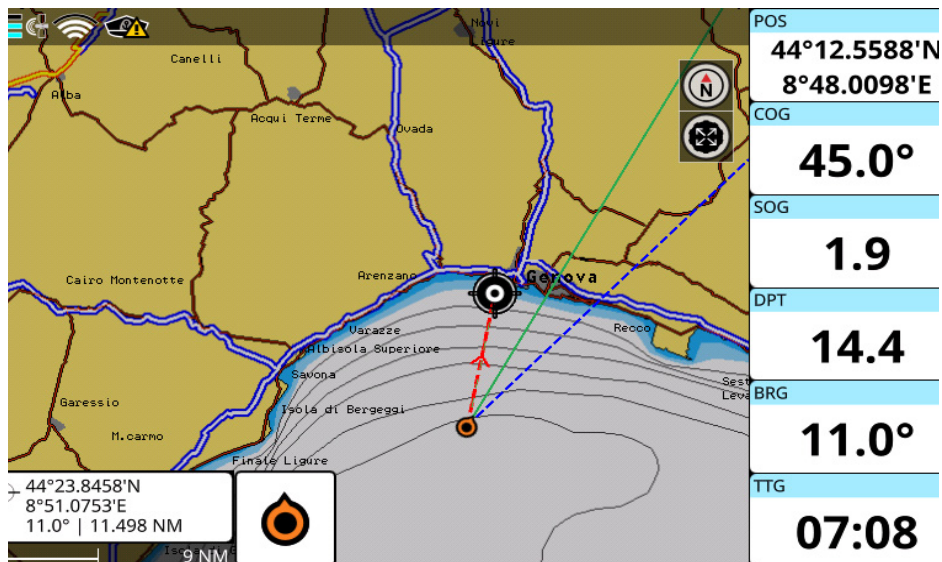 Novi
Ligure
Canelli
Alba
Acqui Terme
Ovada
N
Cairo Montenotte
Arenzano
Genova
Varazze
Recco
Albisola Superiore
Savona
Sest
Leva
Garessio
Isola di Bergeggi
M.carmo
Finale Ligure
44°23.8458'N
8°51.0753'E
11.0° | 11.498 NM
9 NM
POS
44°12.5588'N
8°48.0098'E
COG
45.0°
SOG
1.9
DPT
14.4
BRG
11.0°
TTG
07:08